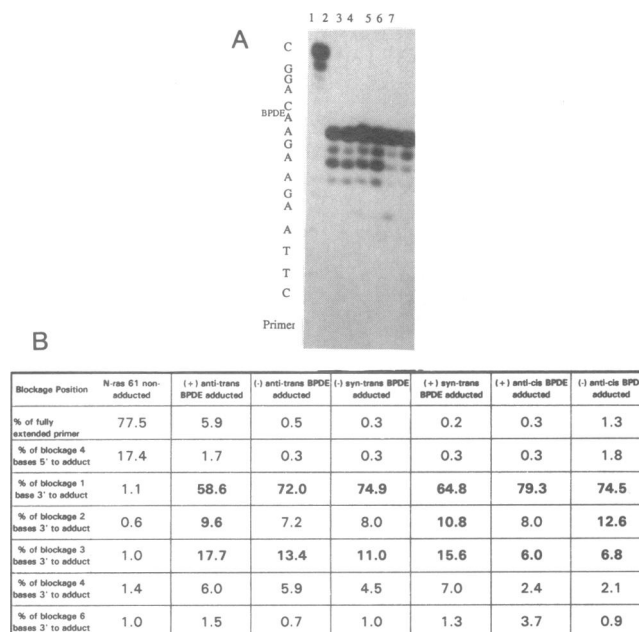 1 2 3 4 5 6 7
A
C
G
G
A
C
BPDE A
A
G
A
A
G
A
A
T
T
C
Primer
B
Blockage Position | N-ras 61 non-adducted | (+) anti-trans BPDE adducted | (-) anti-trans BPDE adducted | (-) syn-trans BPDE adducted | (+) syn-trans BPDE adducted | (+) anti-cis BPDE adducted | (-) anti-cis BPD adducted
% of fully extended primer | 77.5 | 5.9 | 0.5 | 0.3 | 0.2 | 0.3 | 1.3
% of blockage 4 bases 5' to adduct | 17.4 | 1.7 | 0.3 | 0.3 | 0.3 | 0.3 | 1.8
% of blockage 1 base 3' to adduct | 1.1 | 58.6 | 72.0 | 74.9 | 64.8 | 79.3 | 74.5
% of blockage 2 bases 3' to adduct | 0.6 | 9.6 | 7.2 | 8.0 | 10.8 | 8.0 | 12.6
% of blockage 3 bases 3' to adduct | 1.0 | 17.7 | 13.4 | 11.0 | 15.6 | 6.0 | 6.8
% of blockage 4 bases 3' to adduct | 1.4 | 6.0 | 5.9 | 4.5 | 7.0 | 2.4 | 2.1
% of blockage 6 bases 3' to adduct | 1.0 | 1.5 | 0.7 | 1.0 | 1.3 | 3.7 | 0.9